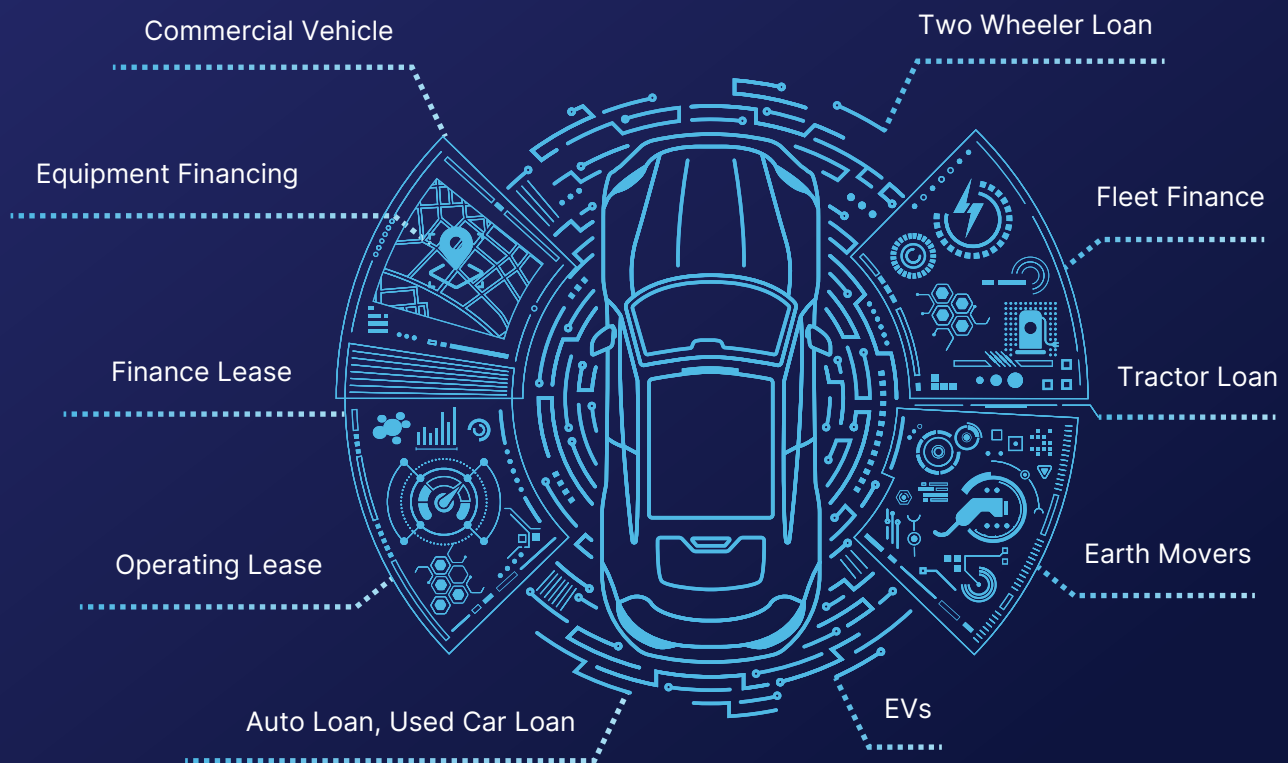 Commercial Vehicle
Two Wheeler Loan
Equipment Financing
Fleet Finance
Finance Lease
Tractor Loan
Operating Lease
Earth Movers
Auto Loan, Used Car Loan
EVs